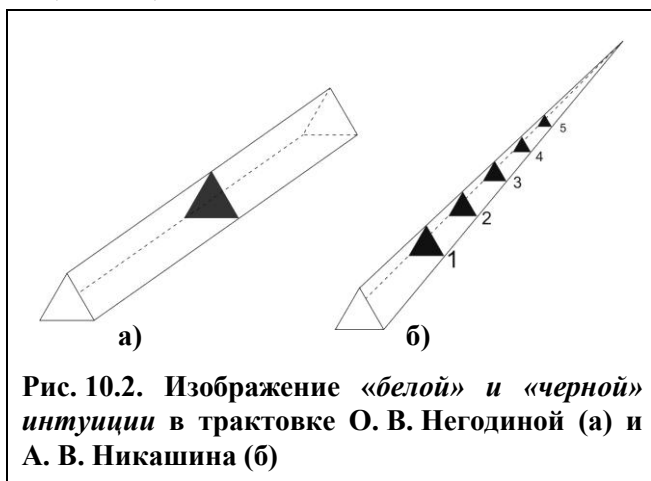 5
4
3
2
1
а) б)
Рис. 10.2. Изображение «белой» и «черной»
интуиции в трактовке О. В. Негодиной (а) и
А. В. Никашина (б)